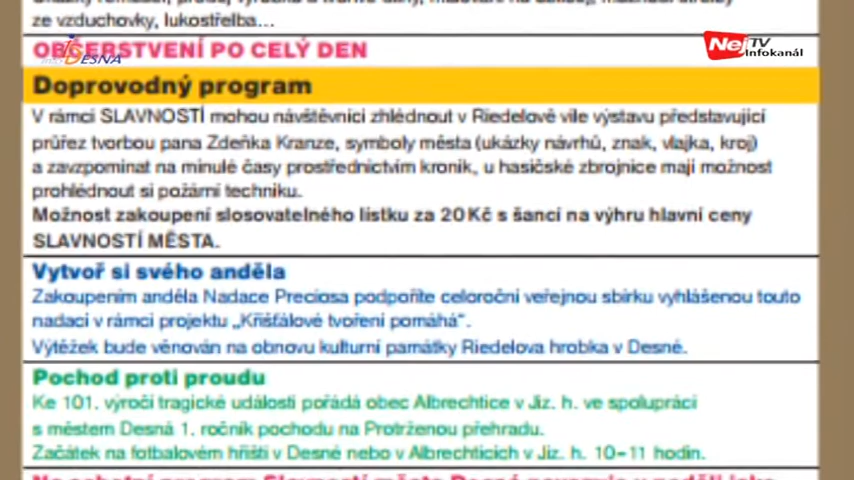 ze vzduchovky, lukostřelba...
OBČERSTVENÍ PO CELÝ DEN
DESNA
NejTV
Infokanál
Doprovodný program
V rámci SLAVNOSTÍ mohou návštěvníci zhlédnout v Riedelově vile výstavu představující
průřez tvorbou pana Zdeňka Kranze, symboly města (ukázky návrhů, znak, vlajka, kroj)
a zavzpomínat na minulé časy prostřednictvím kronik, u hasičské zbrojnice mají možnost
prohlédnout si požární techniku.
Možnost zakoupení slosovatelného lístku za 20 Kč s šancí na výhru hlavní ceny
SLAVNOSTÍ MĚSTA.
Vytvoř si svého anděla
Zakoupením anděla Nadace Preciosa podpoříte celoroční veřejnou sbírku vyhlášenou touto
nadací v rámci projektu „Křišťálové tvoření pomáhá“.
Výtěžek bude věnován na obnovu kulturní památky Riedelova hrobka v Desné.
Pochod proti proudu
Ke 101. výročí tragické události pořádá obec Albrechtice v Jiz. h. ve spolupráci
s městem Desná 1. ročník pochodu na Protrženou přehradu.
Začátek na fotbalovém hřišti v Desné nebo v Albrechticích v Jiz. h. 10–11 hodin.